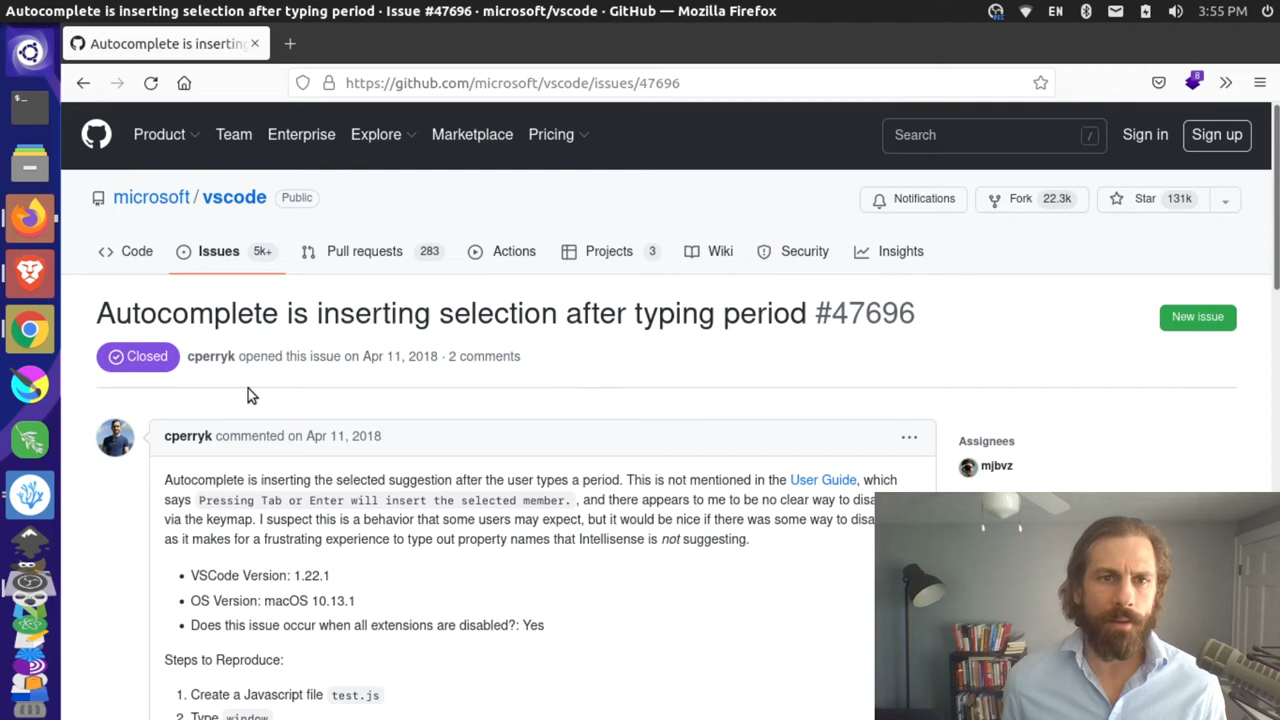 Autocomplete is inserting selection after typing period · Issue #47696 · microsoft/vscode · GitHub — Mozilla Firefox
REC
EN
3:55 PM
Autocomplete is inserting
https://github.com/microsoft/vscode/issues/47696
8
Product Team Enterprise Explore Marketplace Pricing
Search /
Sign in
Sign up
microsoft / vscode Public
Notifications
Fork 22.3k
Star 131k
Code Issues 5k+ Pull requests 283 Actions Projects 3 Wiki Security Insights
Autocomplete is inserting selection after typing period #47696
New issue
Closed cperryk opened this issue on Apr 11, 2018 · 2 comments
cperryk commented on Apr 11, 2018
Assignees
mjbvz
Autocomplete is inserting the selected suggestion after the user types a period. This is not mentioned in the User Guide, which
says Pressing Tab or Enter will insert the selected member. , and there appears to me to be no clear way to
via the keymap. I suspect this is a behavior that some users may expect, but it would be nice if there was some way to
as it makes for a frustrating experience to type out property names that Intellisense is not suggesting.
• VSCode Version: 1.22.1
• OS Version: macOS 10.13.1
• Does this issue occur when all extensions are disabled?: Yes
Steps to Reproduce:
1. Create a Javascript file test.js
2. Type window